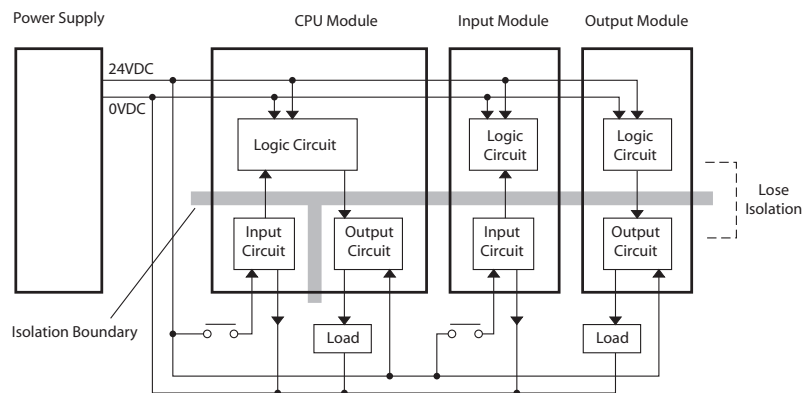 Power Supply
CPU Module
Input Module
Output Module
24VDC
0VDC
Logic Circuit
Logic
Circuit
Logic
Circuit
Lose
Isolation
Input
Circuit
Output
Circuit
Input
Circuit
Output
Circuit
Isolation Boundary
Load
Load